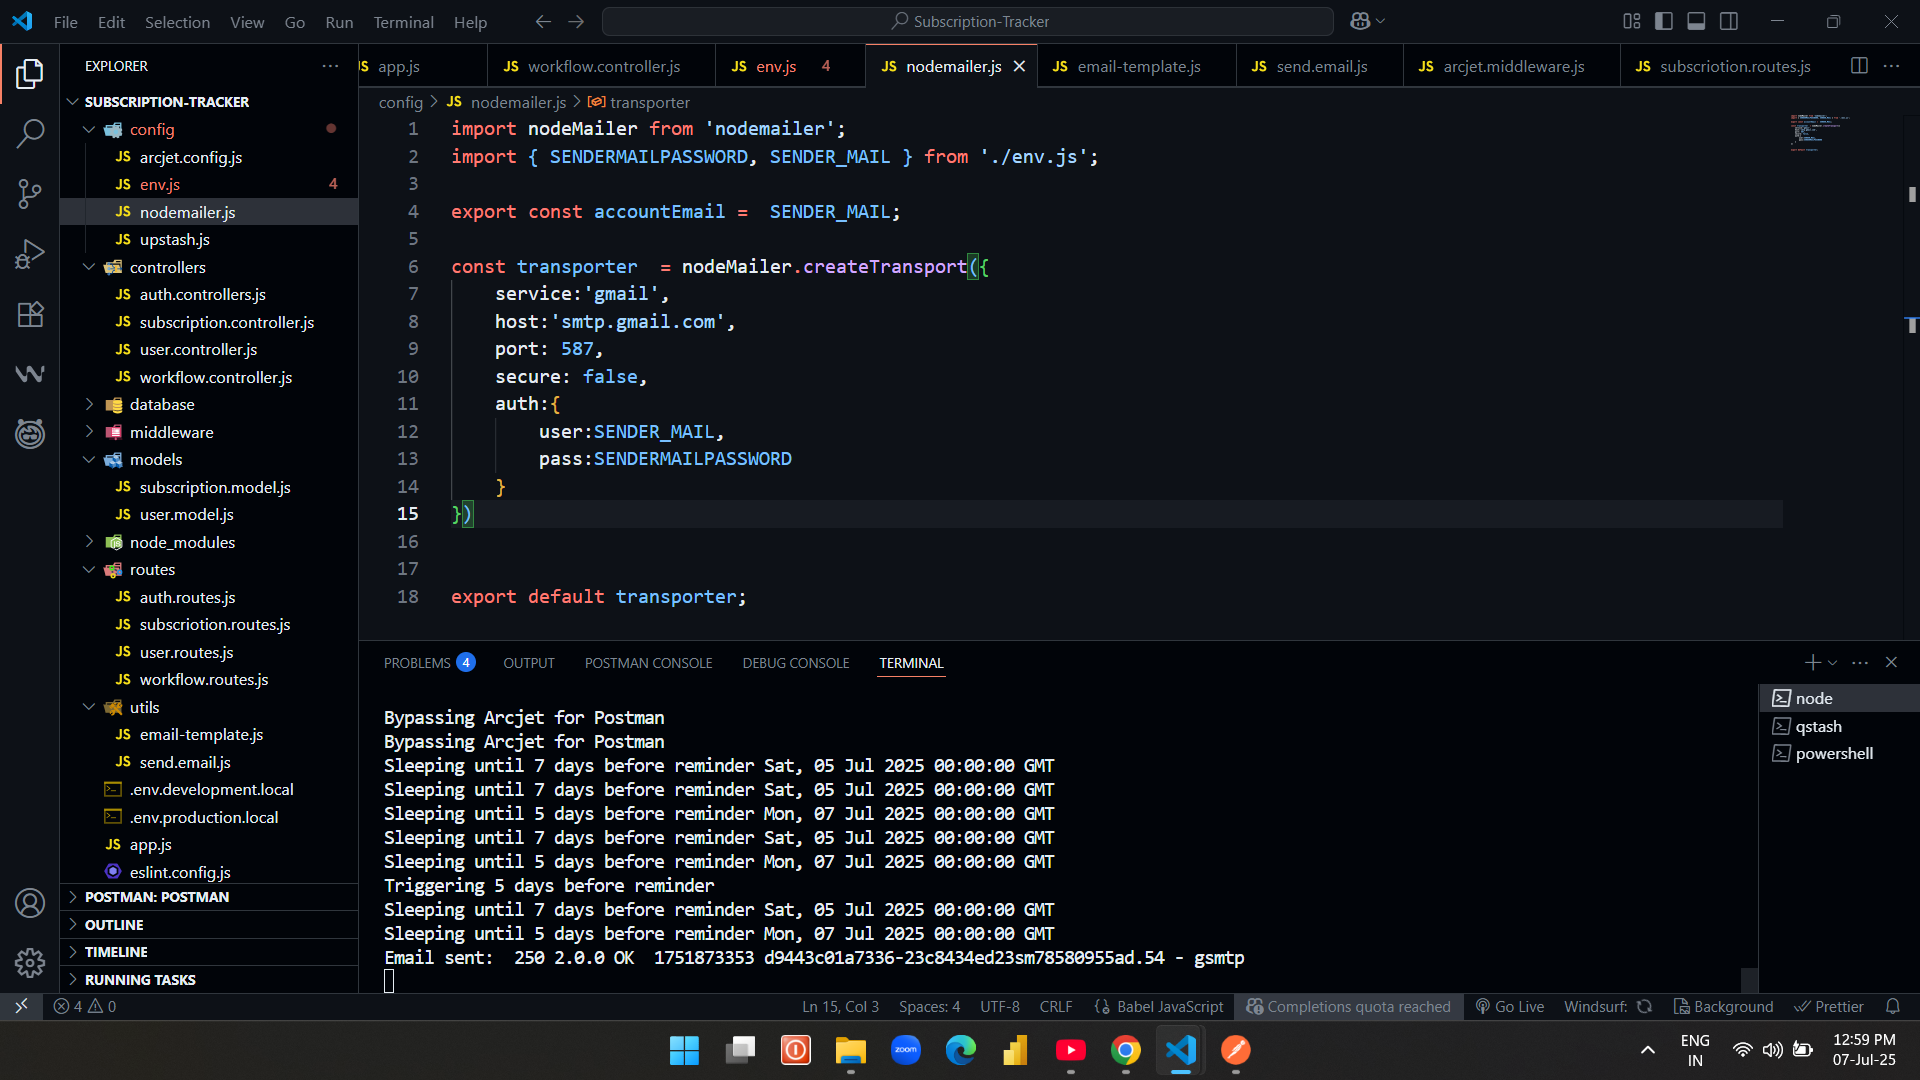 File Edit Selection View Go Run Terminal Help
Subscription-Tracker
EXPLORER
JS app.js
JS workflow.controller.js
JS env.js 4
JS nodemailer.js
JS email-template.js
JS send.email.js
JS arcjet.middleware.js
JS subscriotion.routes.js
SUBSCRIPTION-TRACKER
config
JS arcjet.config.js
JS env.js 4
JS nodemailer.js
JS upstash.js
controllers
JS auth.controllers.js
JS subscription.controller.js
JS user.controller.js
JS workflow.controller.js
database
middleware
models
JS subscription.model.js
JS user.model.js
node_modules
routes
JS auth.routes.js
JS subscriotion.routes.js
JS user.routes.js
JS workflow.routes.js
utils
JS email-template.js
JS send.email.js
.env.development.local
.env.production.local
JS app.js
eslint.config.js
POSTMAN: POSTMAN
OUTLINE
TIMELINE
RUNNING TASKS
config > JS nodemailer.js > transporter
1 import nodeMailer from 'nodemailer';
2 import { SENDERMAILPASSWORD, SENDER_MAIL } from './env.js';
3
4 export const accountEmail =  SENDER_MAIL;
5
6 const transporter  = nodeMailer.createTransport({
7     service:'gmail',
8     host:'smtp.gmail.com',
9     port: 587,
10     secure: false,
11     auth:{
12         user:SENDER_MAIL,
13         pass:SENDERMAILPASSWORD
14     }
15 })
16
17
18 export default transporter;
PROBLEMS 4 OUTPUT POSTMAN CONSOLE DEBUG CONSOLE TERMINAL
Bypassing Arcjet for Postman
Bypassing Arcjet for Postman
Sleeping until 7 days before reminder Sat, 05 Jul 2025 00:00:00 GMT
Sleeping until 7 days before reminder Sat, 05 Jul 2025 00:00:00 GMT
Sleeping until 5 days before reminder Mon, 07 Jul 2025 00:00:00 GMT
Sleeping until 7 days before reminder Sat, 05 Jul 2025 00:00:00 GMT
Sleeping until 5 days before reminder Mon, 07 Jul 2025 00:00:00 GMT
Triggering 5 days before reminder
Sleeping until 7 days before reminder Sat, 05 Jul 2025 00:00:00 GMT
Sleeping until 5 days before reminder Mon, 07 Jul 2025 00:00:00 GMT
Email sent:  250 2.0.0 OK  1751873353 d9443c01a7336-23c8434ed23sm78580955ad.54 - gsmtp
node
qstash
powershell
4 0
Ln 15, Col 3 Spaces: 4 UTF-8 CRLF Babel JavaScript Completions quota reached Go Live Windsurf: Background Prettier
zoom
ENG
IN
12:59 PM
07-Jul-25